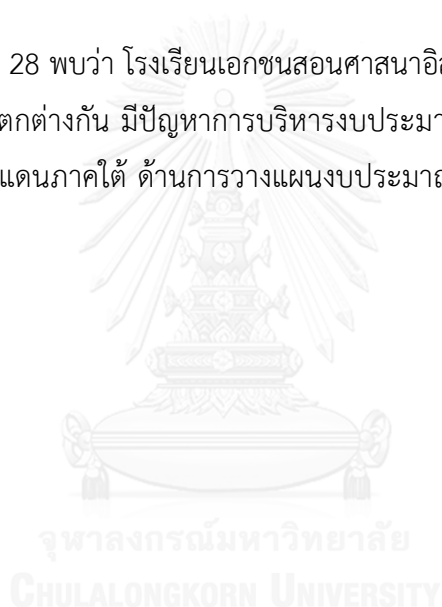 28 พบว่า โรงเรียนเอกชนสอนศาสนาอิส
ตกต่างกัน มีปัญหาการบริหารงบประมา
แดนภาคใต้ ด้านการวางแผนงบประมาณ
จุฬาลงกรณ์มหาวิทยาลัย
CHULALONGKORN UNIVERSITY